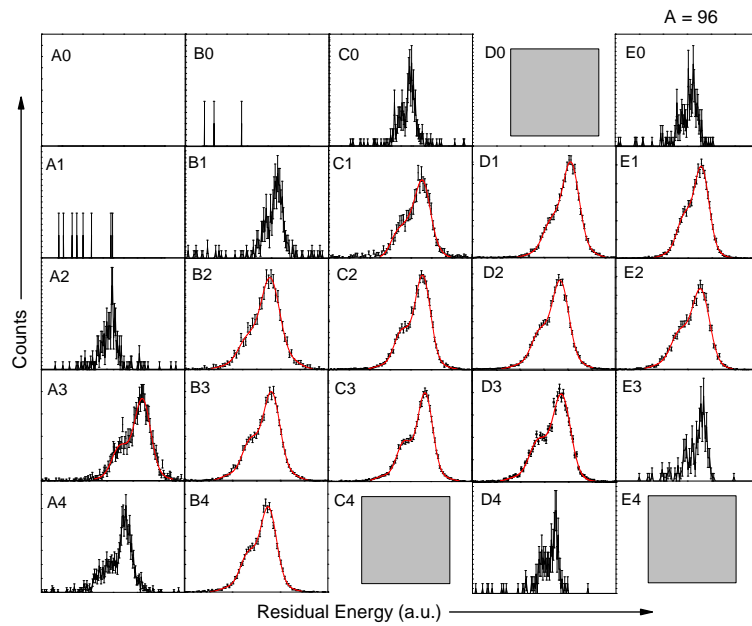 A = 96
A0 B0 C0 D0 E0
A1 B1 C1 D1 E1
A2 B2 C2 D2 E2
A3 B3 C3 D3 E3
A4 B4 C4 D4 E4
Counts
Residual Energy (a.u.)